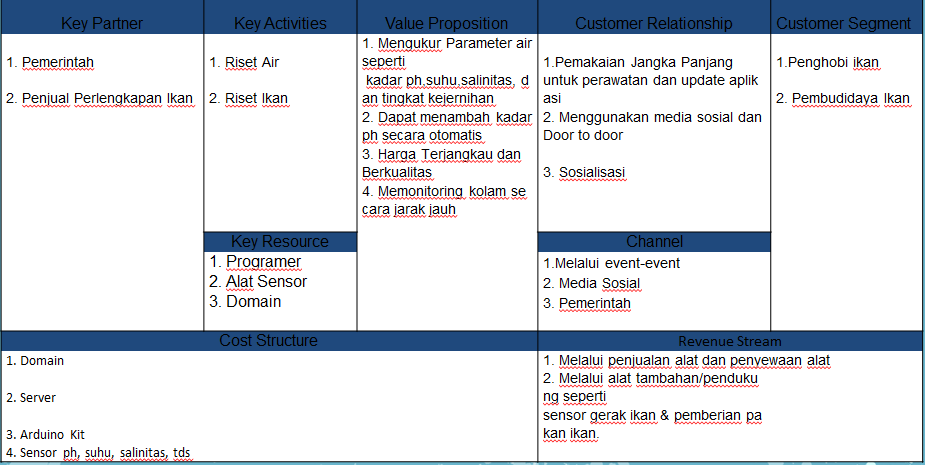 Key Partner
1. Pemerintah
2. Penjual Perlengkapan Ikan
Key Activities
1. Riset Air
2. Riset Ikan
Key Resource
1. Programer
2. Alat Sensor
3. Domain
Value Proposition
1. Mengukur Parameter air
seperti
kadar ph,suhu,salinitas, d
an tingkat kejernihan
2. Dapat menambah kadar
ph secara otomatis
3. Harga Terjangkau dan
Berkualitas
4. Memonitoring kolam se
cara jarak jauh
Customer Relationship
1.Pemakaian Jangka Panjang
untuk perawatan dan update aplik
asi
2. Menggunakan media sosial dan
Door to door
3. Sosialisasi
Channel
1.Melalui event-event
2. Media Sosial
3. Pemerintah
Customer Segment
1.Penghobi ikan
2. Pembudidaya Ikan
Cost Structure
1. Domain
2. Server
3. Arduino Kit
4. Sensor ph, suhu, salinitas, tds
Revenue Stream
1. Melalui penjualan alat dan penyewaan alat
2. Melalui alat tambahan/penduku
ng seperti
sensor gerak ikan & pemberian pa
kan ikan.